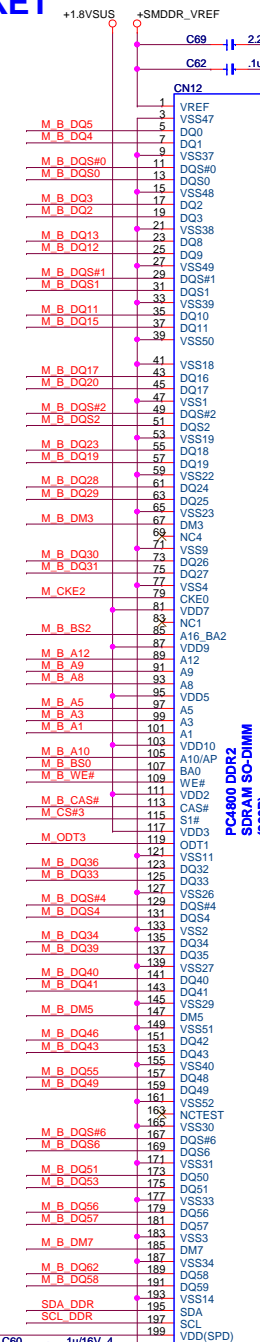 KET
+1.8VSUS +SMDDR_VREF
C69 2.2
C62 .1u
CN12
1 VREF
3 VSS47
M_B_DQ5 5 DQ0
M_B_DQ4 7 DQ1
9 VSS37
M_B_DQS#0 11 DQS#0
M_B_DQS0 13 DQS0
15 VSS48
M_B_DQ3 17 DQ2
M_B_DQ2 19 DQ3
21 VSS38
M_B_DQ13 23 DQ8
M_B_DQ12 25 DQ9
27 VSS49
M_B_DQS#1 29 DQS#1
M_B_DQS1 31 DQS1
33 VSS39
M_B_DQ11 35 DQ10
M_B_DQ15 37 DQ11
39 VSS50
41 VSS18
M_B_DQ17 43 DQ16
M_B_DQ20 45 DQ17
47 VSS1
M_B_DQS#2 49 DQS#2
M_B_DQS2 51 DQS2
53 VSS19
M_B_DQ23 55 DQ18
M_B_DQ19 57 DQ19
59 VSS22
M_B_DQ28 61 DQ24
M_B_DQ29 63 DQ25
65 VSS23
M_B_DM3 67 DM3
69 NC4
71 VSS9
M_B_DQ30 73 DQ26
M_B_DQ31 75 DQ27
77 VSS4
M_CKE2 79 CKE0
81 VDD7
83 NC1
M_B_BS2 85 A16_BA2
87 VDD9
M_B_A12 89 A12
M_B_A9 91 A9
M_B_A8 93 A8
95 VDD5
M_B_A5 97 A5
M_B_A3 99 A3
M_B_A1 101 A1
103 VDD10
M_B_A10 105 A10/AP
M_B_BS0 107 BA0
M_B_WE# 109 WE#
111 VDD2
M_B_CAS# 113 CAS#
M_CS#3 115 S1#
117 VDD3
M_ODT3 119 ODT1
121 VSS11
M_B_DQ36 123 DQ32
M_B_DQ33 125 DQ33
127 VSS26
M_B_DQS#4 129 DQS#4
M_B_DQS4 131 DQS4
133 VSS2
M_B_DQ34 135 DQ34
M_B_DQ39 137 DQ35
139 VSS27
M_B_DQ40 141 DQ40
M_B_DQ41 143 DQ41
145 VSS29
M_B_DM5 147 DM5
149 VSS51
M_B_DQ46 151 DQ42
M_B_DQ43 153 DQ43
155 VSS40
M_B_DQ55 157 DQ48
M_B_DQ49 159 DQ49
161 VSS52
163 NCTEST
165 VSS30
M_B_DQS#6 167 DQS#6
M_B_DQS6 169 DQS6
171 VSS31
M_B_DQ51 173 DQ50
M_B_DQ53 175 DQ51
177 VSS33
M_B_DQ56 179 DQ56
M_B_DQ57 181 DQ57
183 VSS3
M_B_DM7 185 DM7
187 VSS34
M_B_DQ62 189 DQ58
M_B_DQ58 191 DQ59
193 VSS14
SDA_DDR 195 SDA
SCL_DDR 197 SCL
199 VDD(SPD)
C60 .1u/16V_4
PC4800 DDR2
SDRAM SO-DIMM